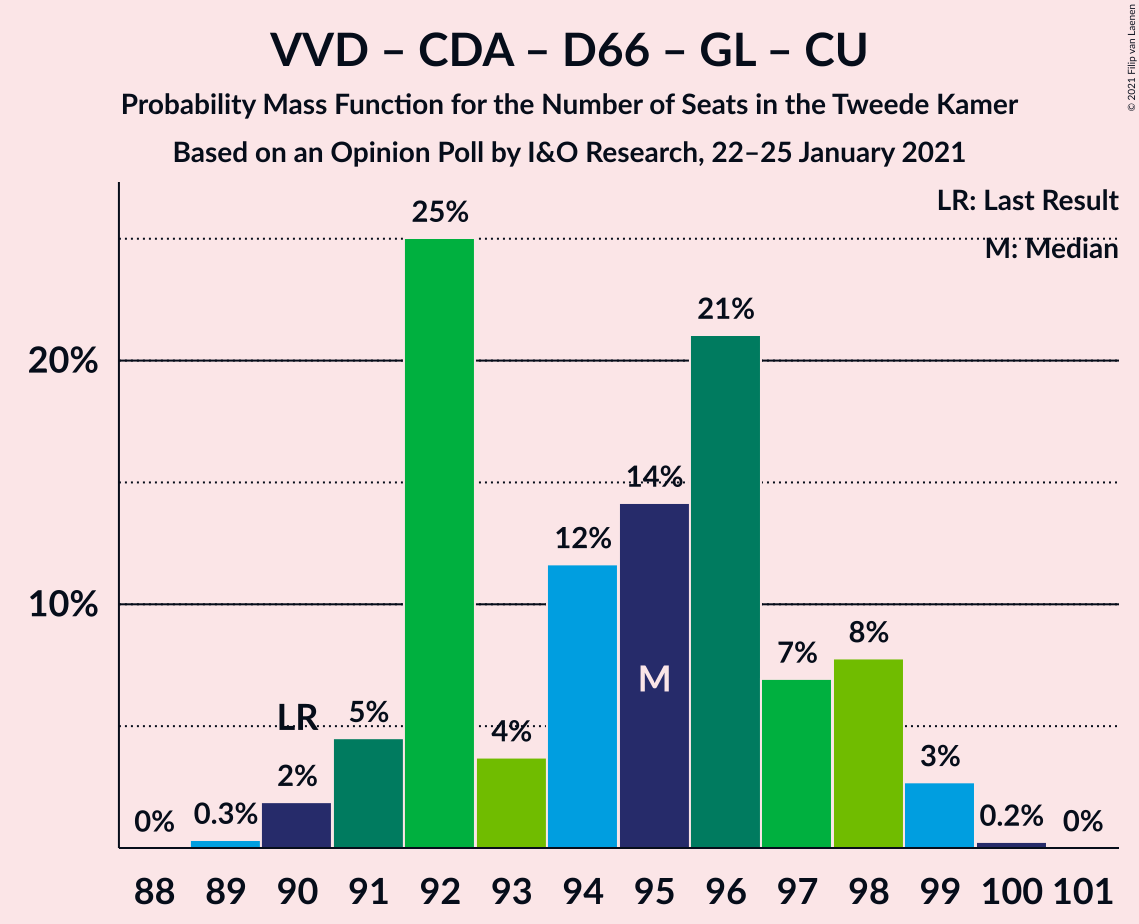 VVD – CDA – D66 – GL – CU
Probability Mass Function for the Number of Seats in the Tweede Kamer
Based on an Opinion Poll by I&O Research, 22–25 January 2021
© 2021 Filip van Laenen
LR: Last Result
M: Median
25%
21%
20%
14%
12%
10%
8%
7%
M
LR
5%
4%
3%
2%
0%
0.3%
0.2%
0%
88 89 90 91 92 93 94 95 96 97 98 99 100 101